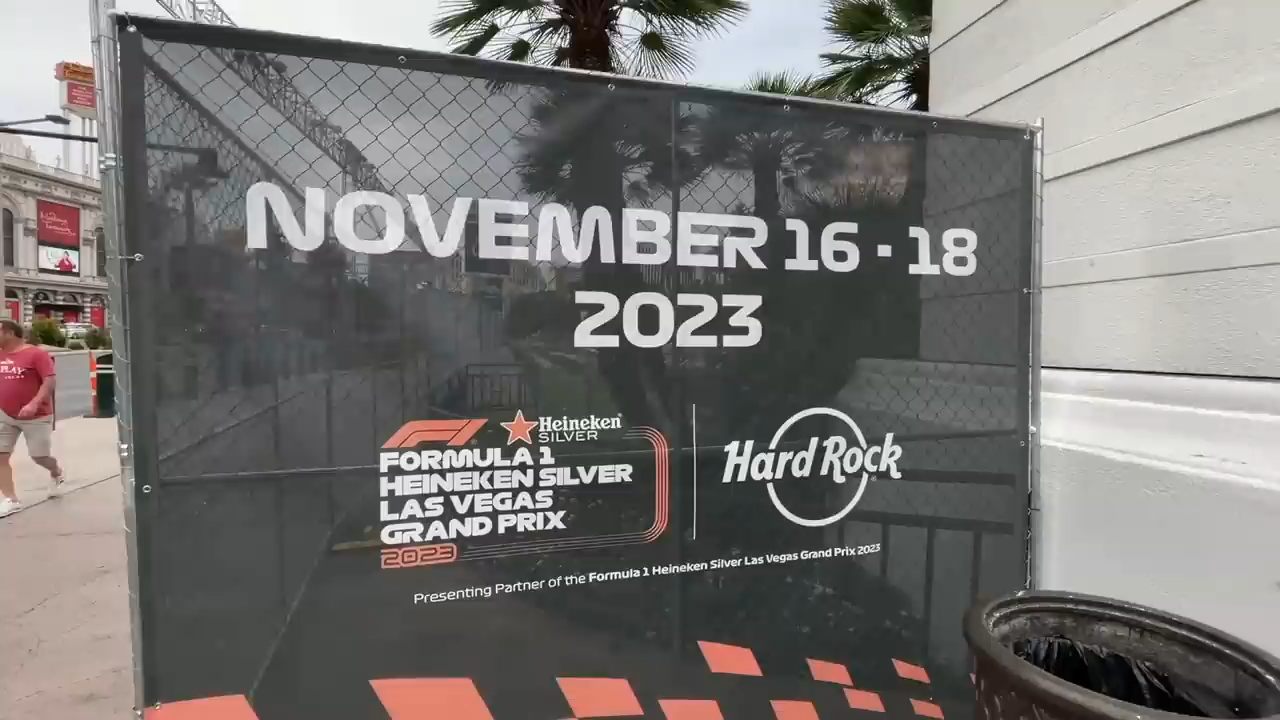 NOVEMBER 16 · 18
2023
Heineken
SILVER
FORMULA 1
HEINEKEN SILVER
LAS VEGAS
GRAND PRIX
2023
Hard Rock
Presenting Partner of the Formula 1 Heineken Silver Las Vegas Grand Prix 2023